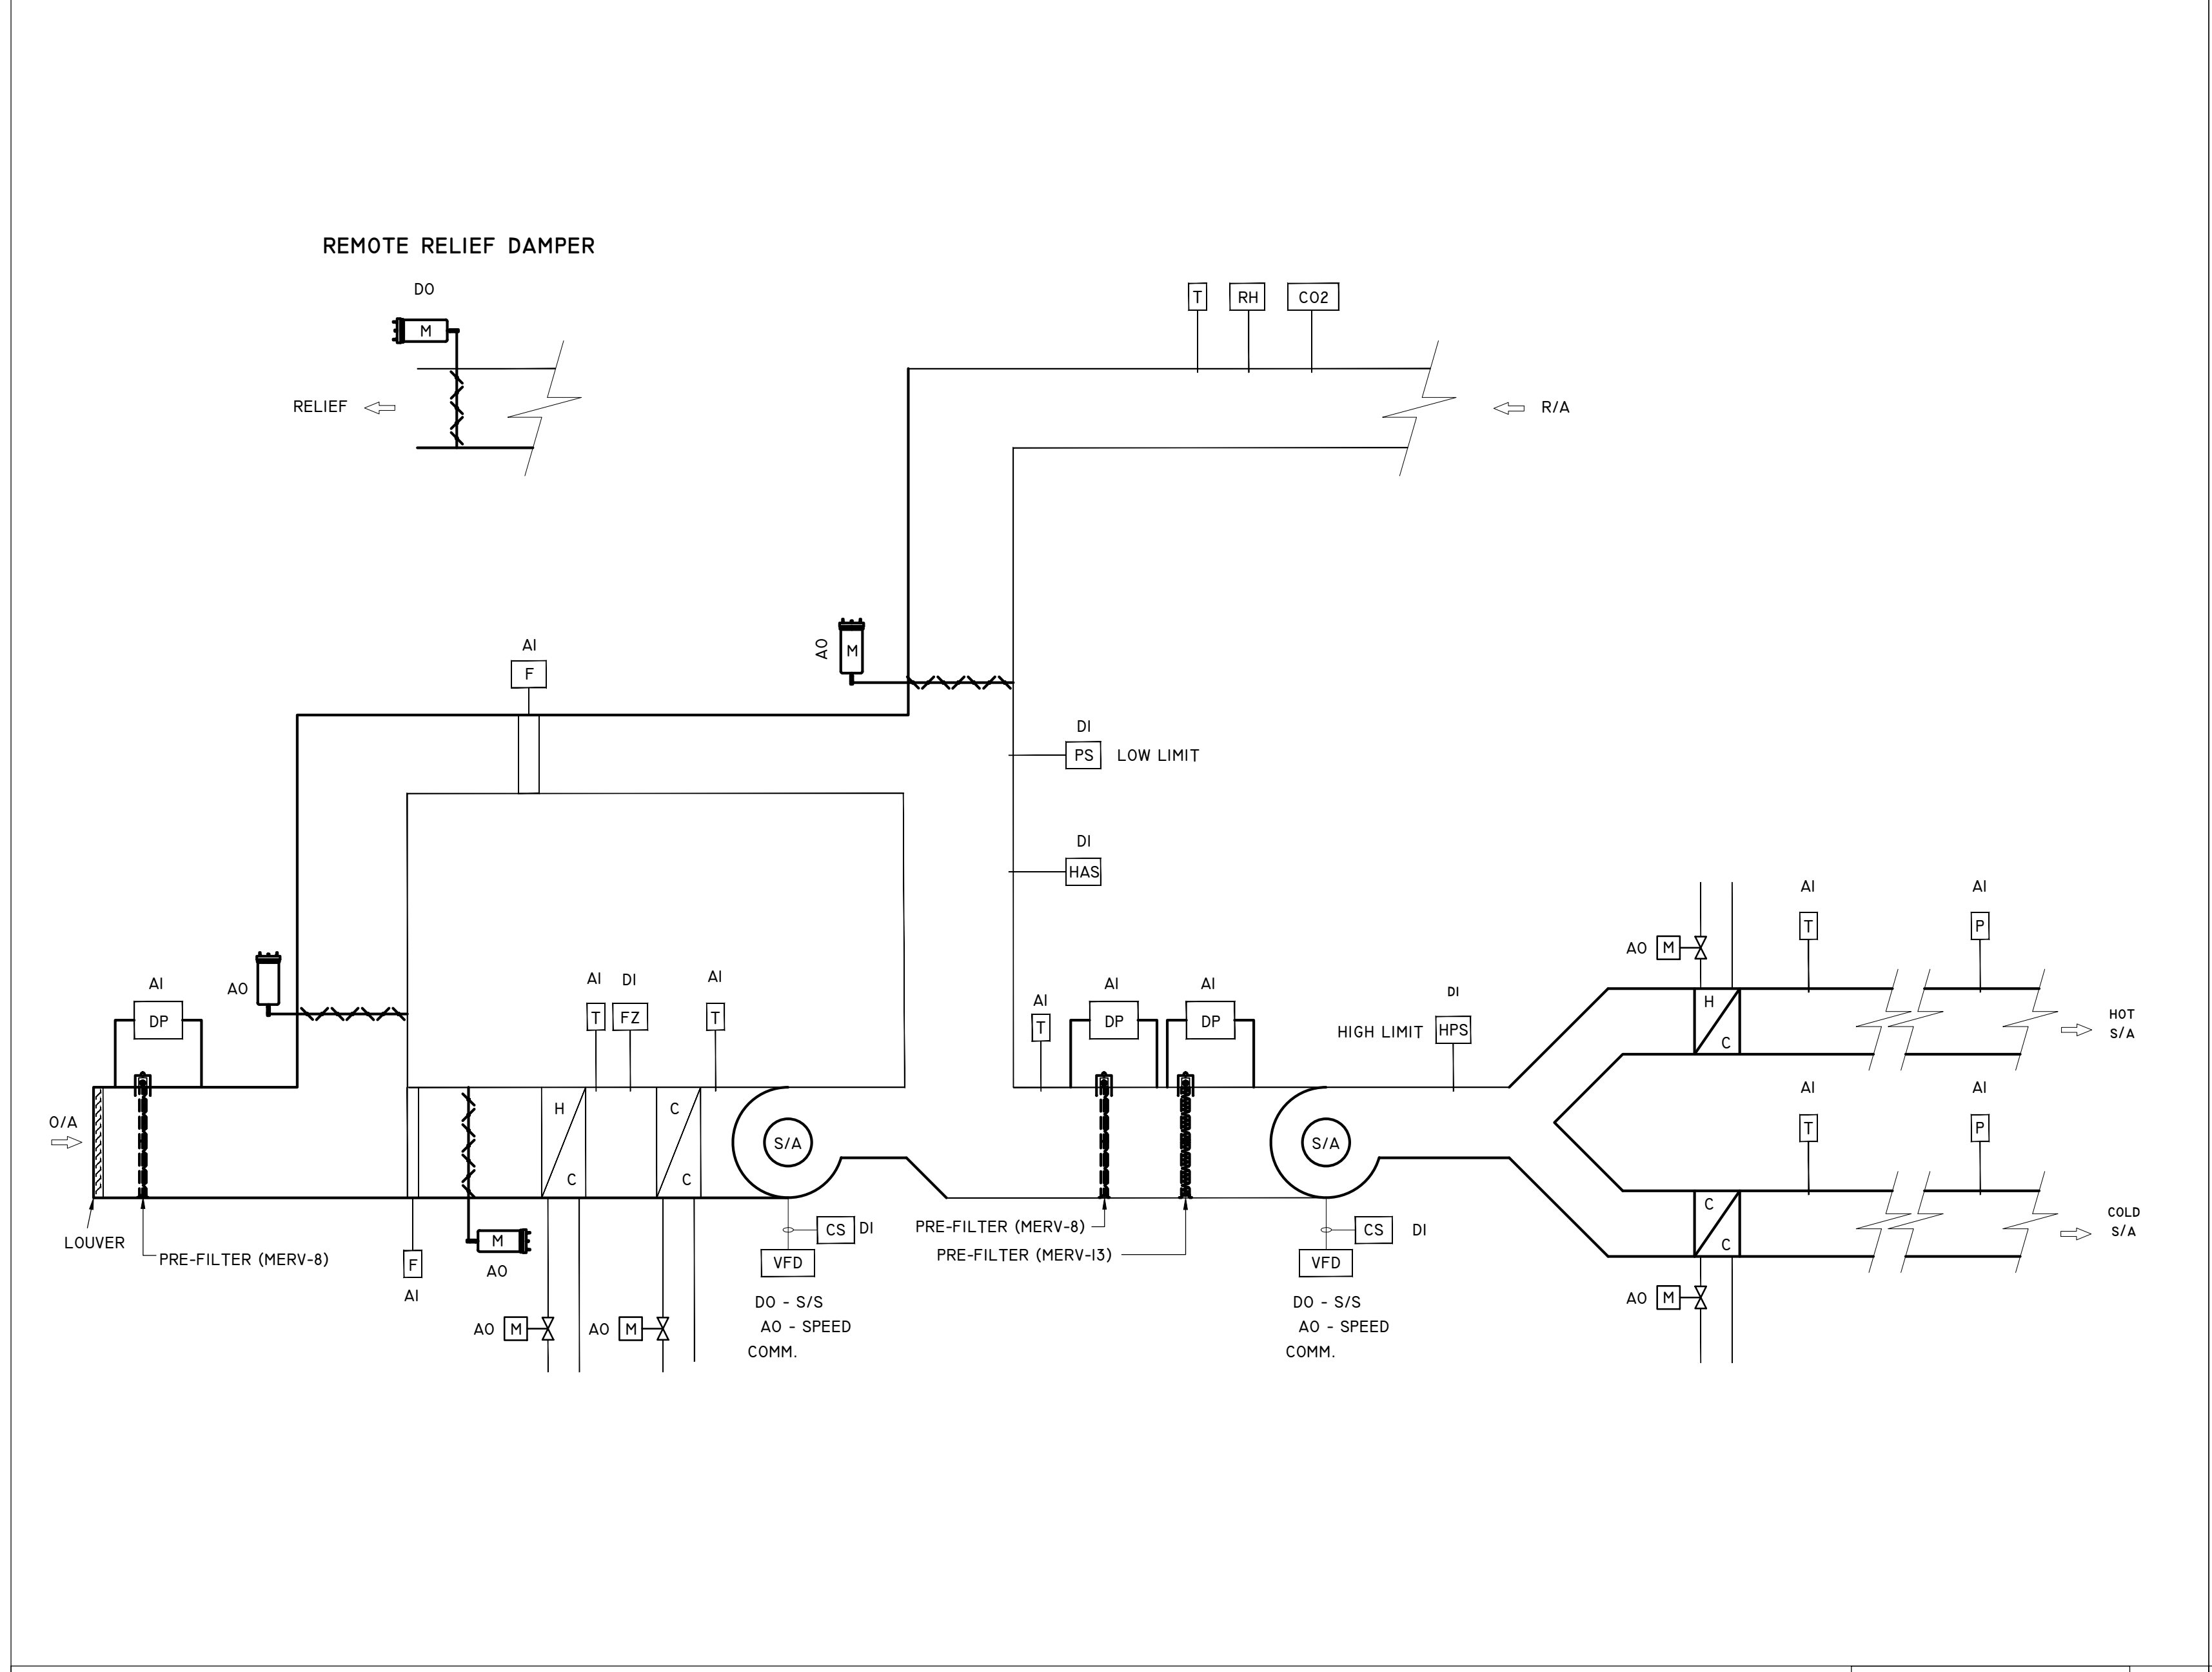 REMOTE RELIEF DAMPER
DO
M
RELIEF
T
RH
CO2
R/A
AO
M
AI
F
DI
PS
LOW LIMIT
DI
HAS
AO
AI
DP
O/A
LOUVER
PRE-FILTER (MERV-8)
F
AI
M
AO
H
C
AI
T
DI
FZ
AI
T
C
C
AO
M
AO
M
S/A
CS
DI
VFD
DO - S/S
AO - SPEED
COMM.
AI
T
AI
DP
AI
DP
PRE-FILTER (MERV-8)
PRE-FILTER (MERV-13)
S/A
CS
DI
VFD
DO - S/S
AO - SPEED
COMM.
DI
HIGH LIMIT
HPS
AO
M
H
C
AI
T
AI
P
HOT
S/A
AI
T
AI
P
C
C
AO
M
COLD
S/A